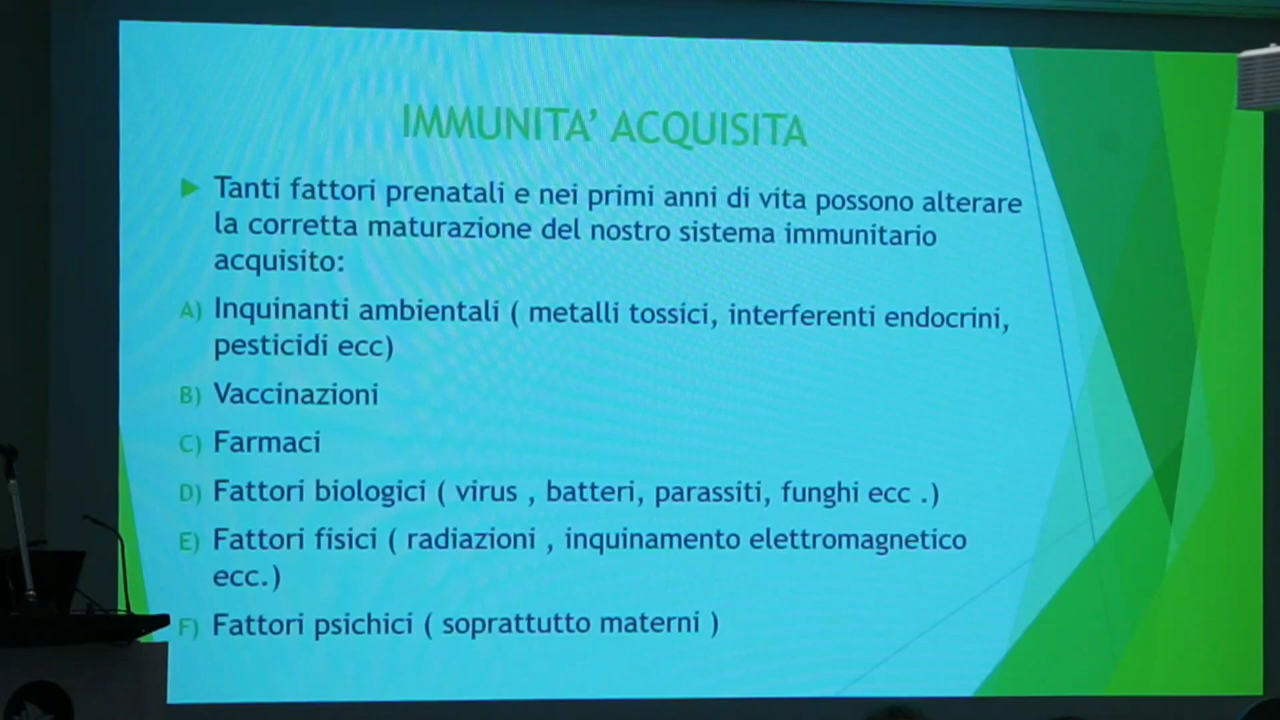 IMMUNITA' ACQUISITA
Tanti fattori prenatali e nei primi anni di vita possono alterare
la corretta maturazione del nostro sistema immunitario
acquisito:
A) Inquinanti ambientali ( metalli tossici, interferenti endocrini,
pesticidi ecc)
B) Vaccinazioni
C) Farmaci
D) Fattori biologici ( virus , batteri, parassiti, funghi ecc .)
E) Fattori fisici ( radiazioni , inquinamento elettromagnetico
ecc.)
F) Fattori psichici ( soprattutto materni )